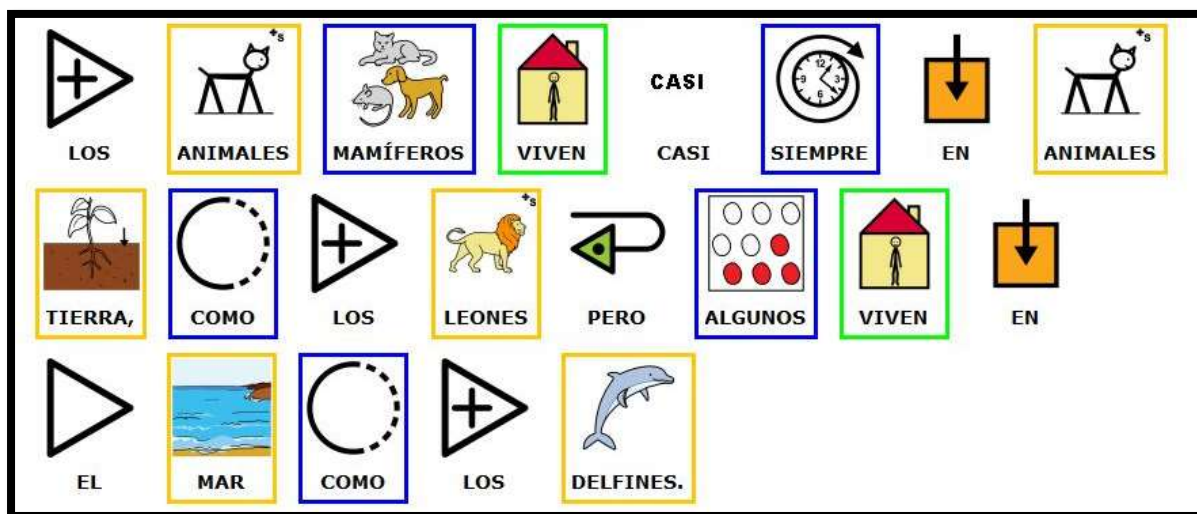 CASI
LOS ANIMALES MAMÍFEROS VIVEN CASI SIEMPRE EN ANIMALES
TIERRA, COMO LOS LEONES PERO ALGUNOS VIVEN EN
EL MAR COMO LOS DELFINES.